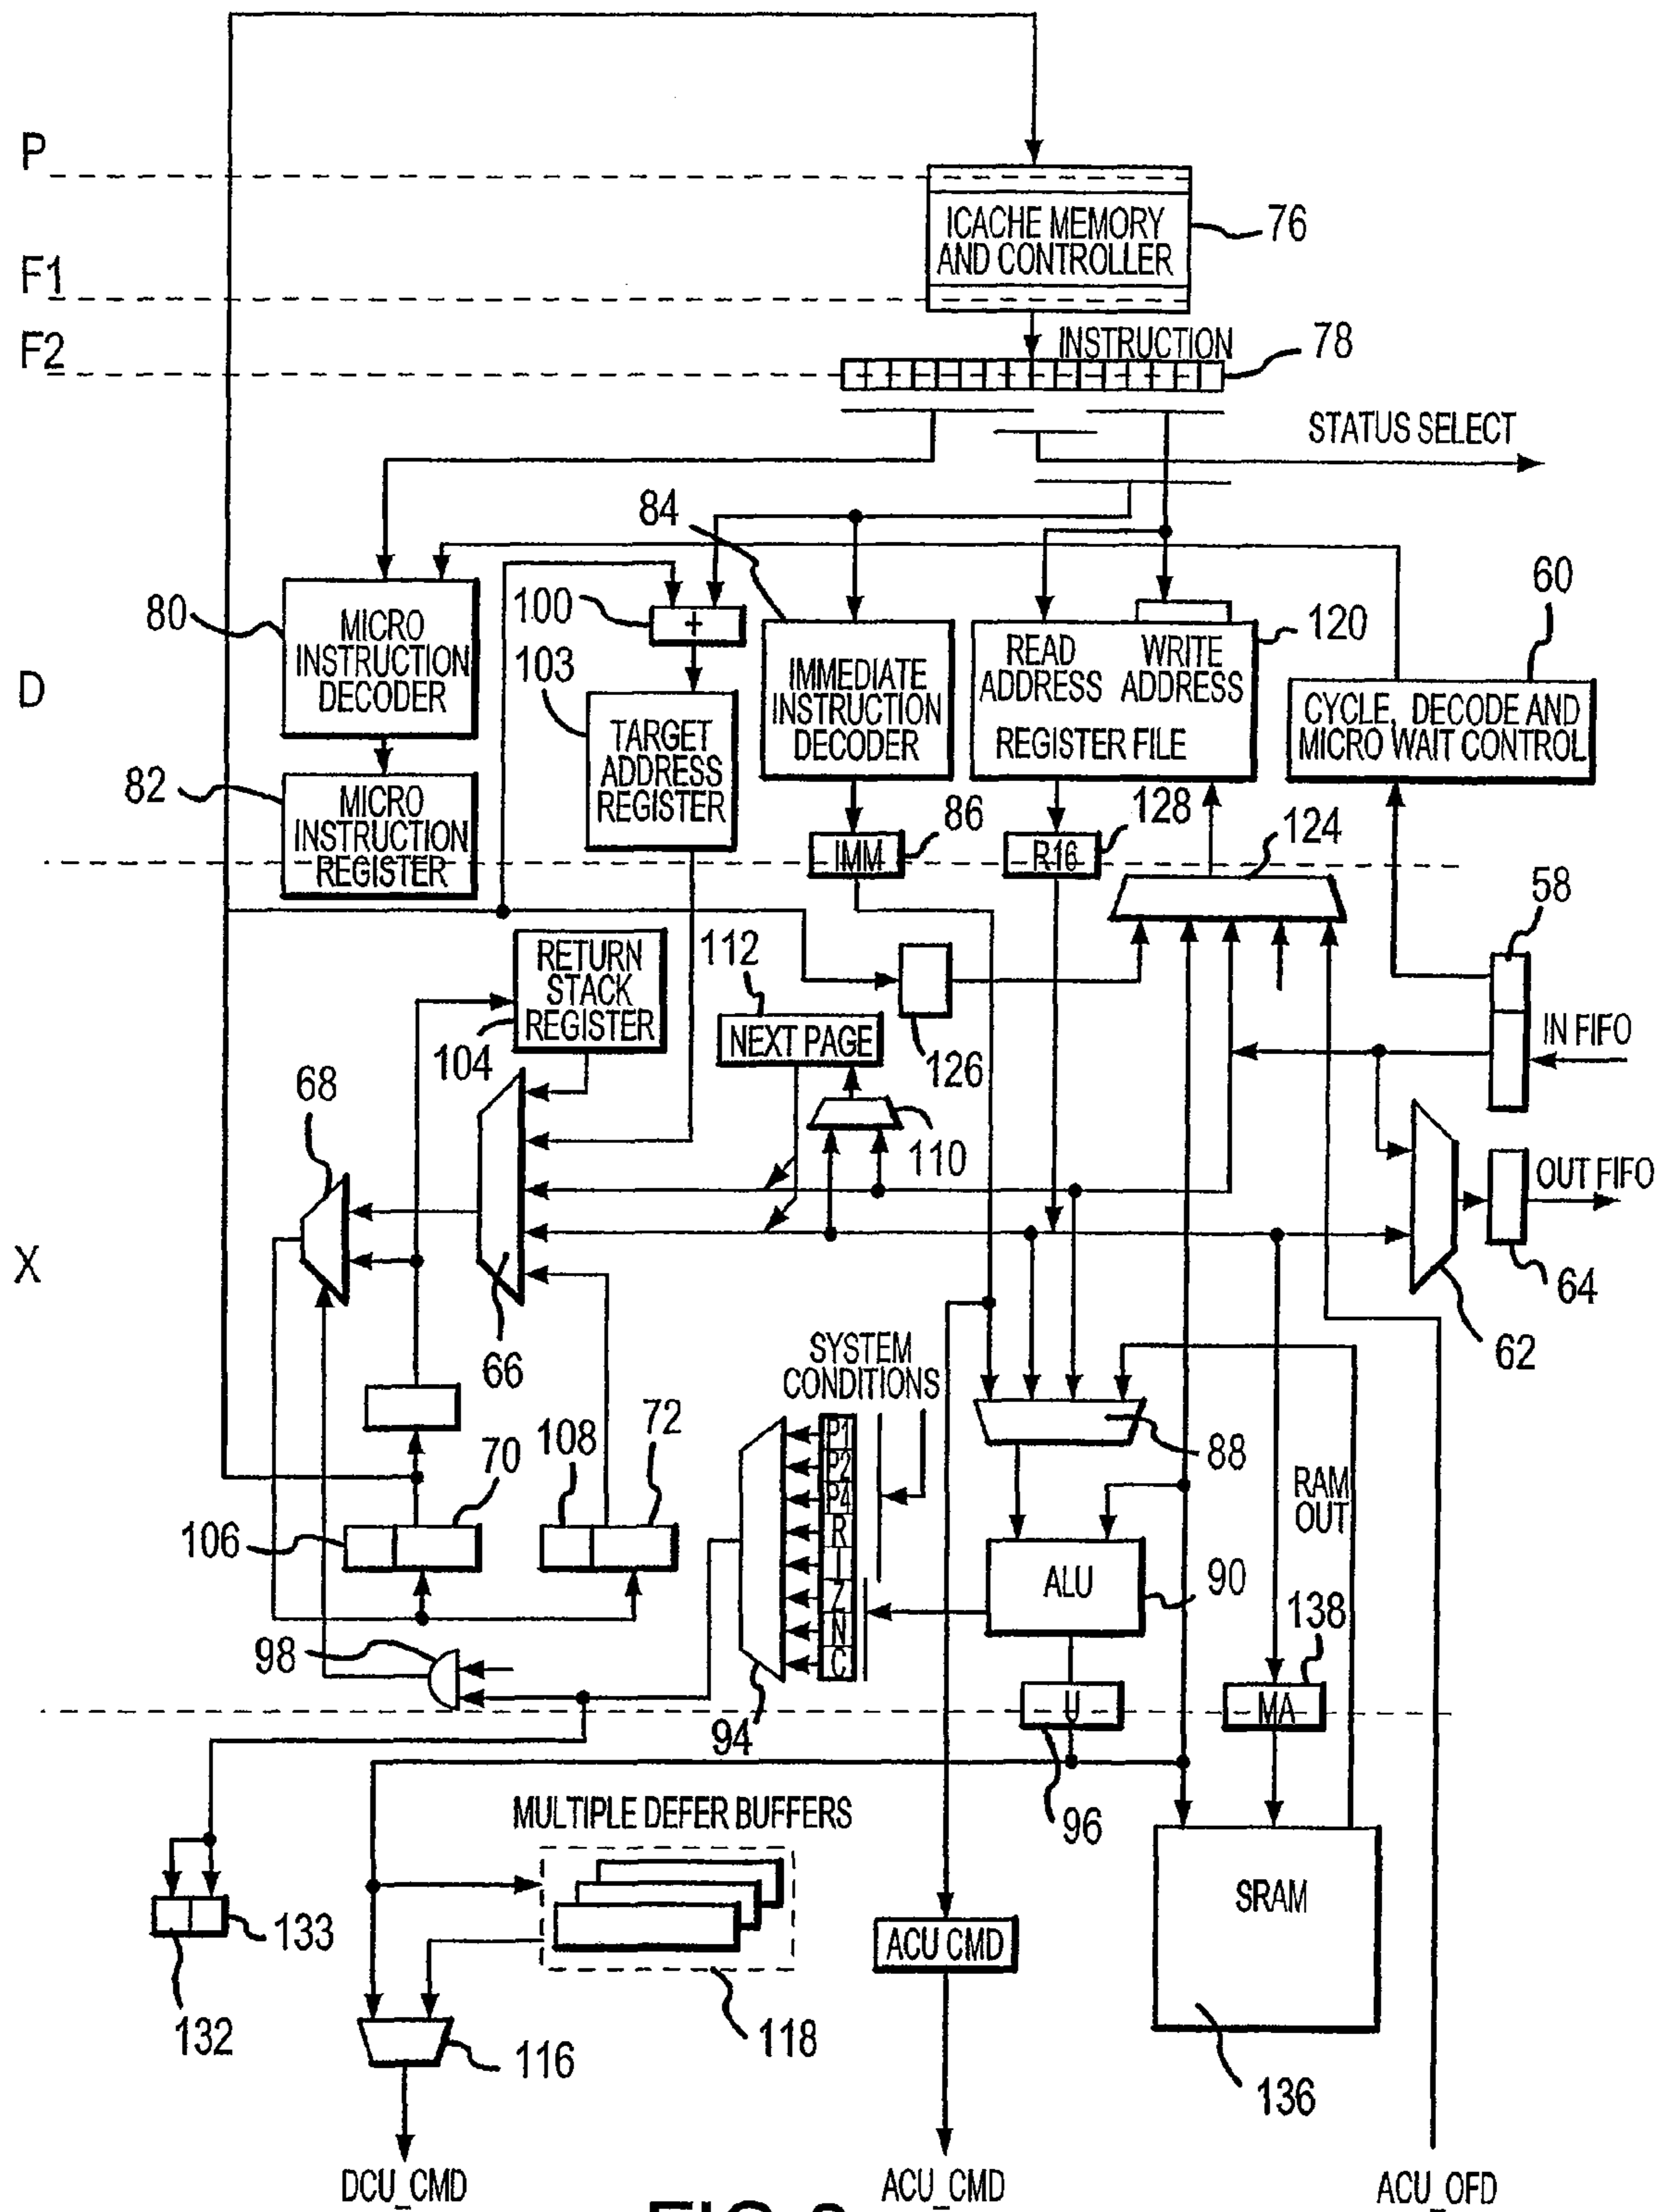 P
ICACHE MEMORY
AND CONTROLLER
76
F1
F2
INSTRUCTION
78
STATUS SELECT
84
80
MICRO
INSTRUCTION
DECODER
100
+
103
TARGET
ADDRESS
REGISTER
IMMEDIATE
INSTRUCTION
DECODER
READ
ADDRESS
WRITE
ADDRESS
REGISTER FILE
120
60
CYCLE, DECODE AND
MICRO WAIT CONTROL
D
82
MICRO
INSTRUCTION
REGISTER
IMM
86
R16
128
124
58
RETURN
STACK
REGISTER
104
112
NEXT PAGE
126
IN FIFO
68
110
OUT FIFO
X
66
64
62
SYSTEM
CONDITIONS
70
108
72
P1
P2
P4
R
I
Z
N
C
88
RAM
OUT
106
ALU
90
138
98
94
U
MA
96
MULTIPLE DEFER BUFFERS
SRAM
133
132
118
116
ACU CMD
136
DCU_CMD
ACU_CMD
ACU_OFD